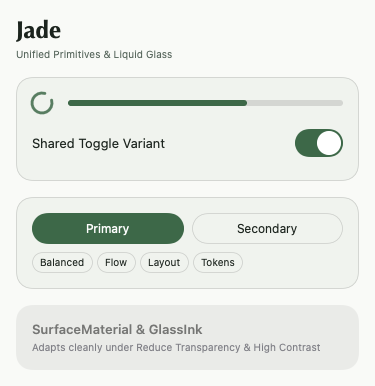 Jade
Unified Primitives & Liquid Glass
Shared Toggle Variant
Primary
Secondary
Balanced
Flow
Layout
Tokens
SurfaceMaterial & GlassInk
Adapts cleanly under Reduce Transparency & High Contrast